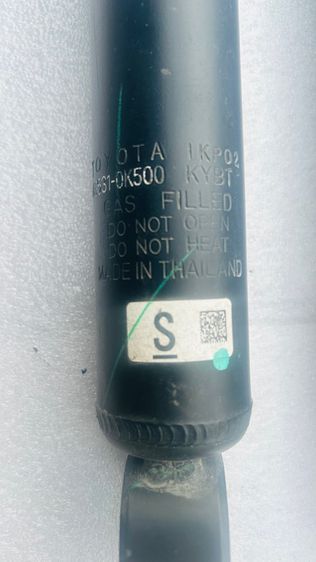 TOYOTA 1KP02
-0K500 KYBT
GAS FILLED
DO NOT OPEN
DO NOT HEAT
MADE IN THAILAND
S